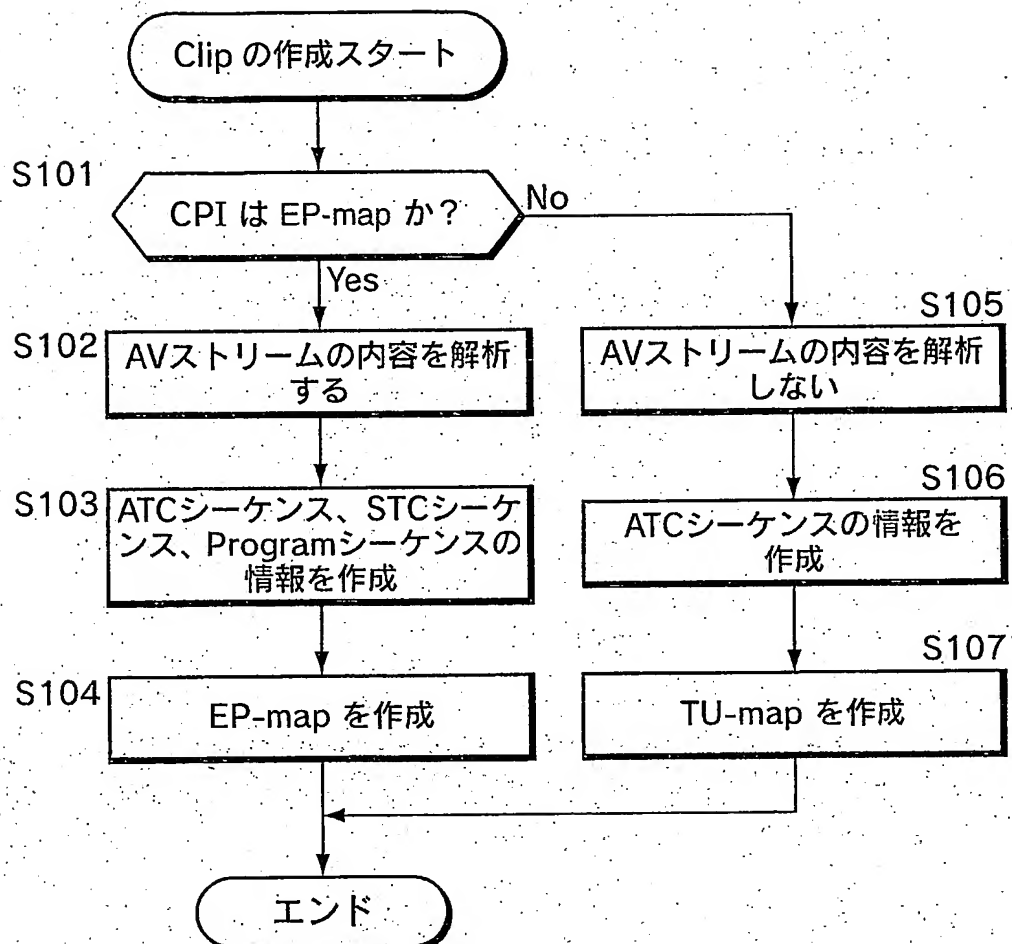 Clip の作成スタート
S101
CPI は EP-map か？
No
Yes
S102
AVストリームの内容を解析
する
S103
ATCシーケンス、STCシーケ
ンス、Programシーケンスの
情報を作成
S104
EP-map を作成
S105
AVストリームの内容を解析
しない
S106
ATCシーケンスの情報を
作成
S107
TU-map を作成
エンド